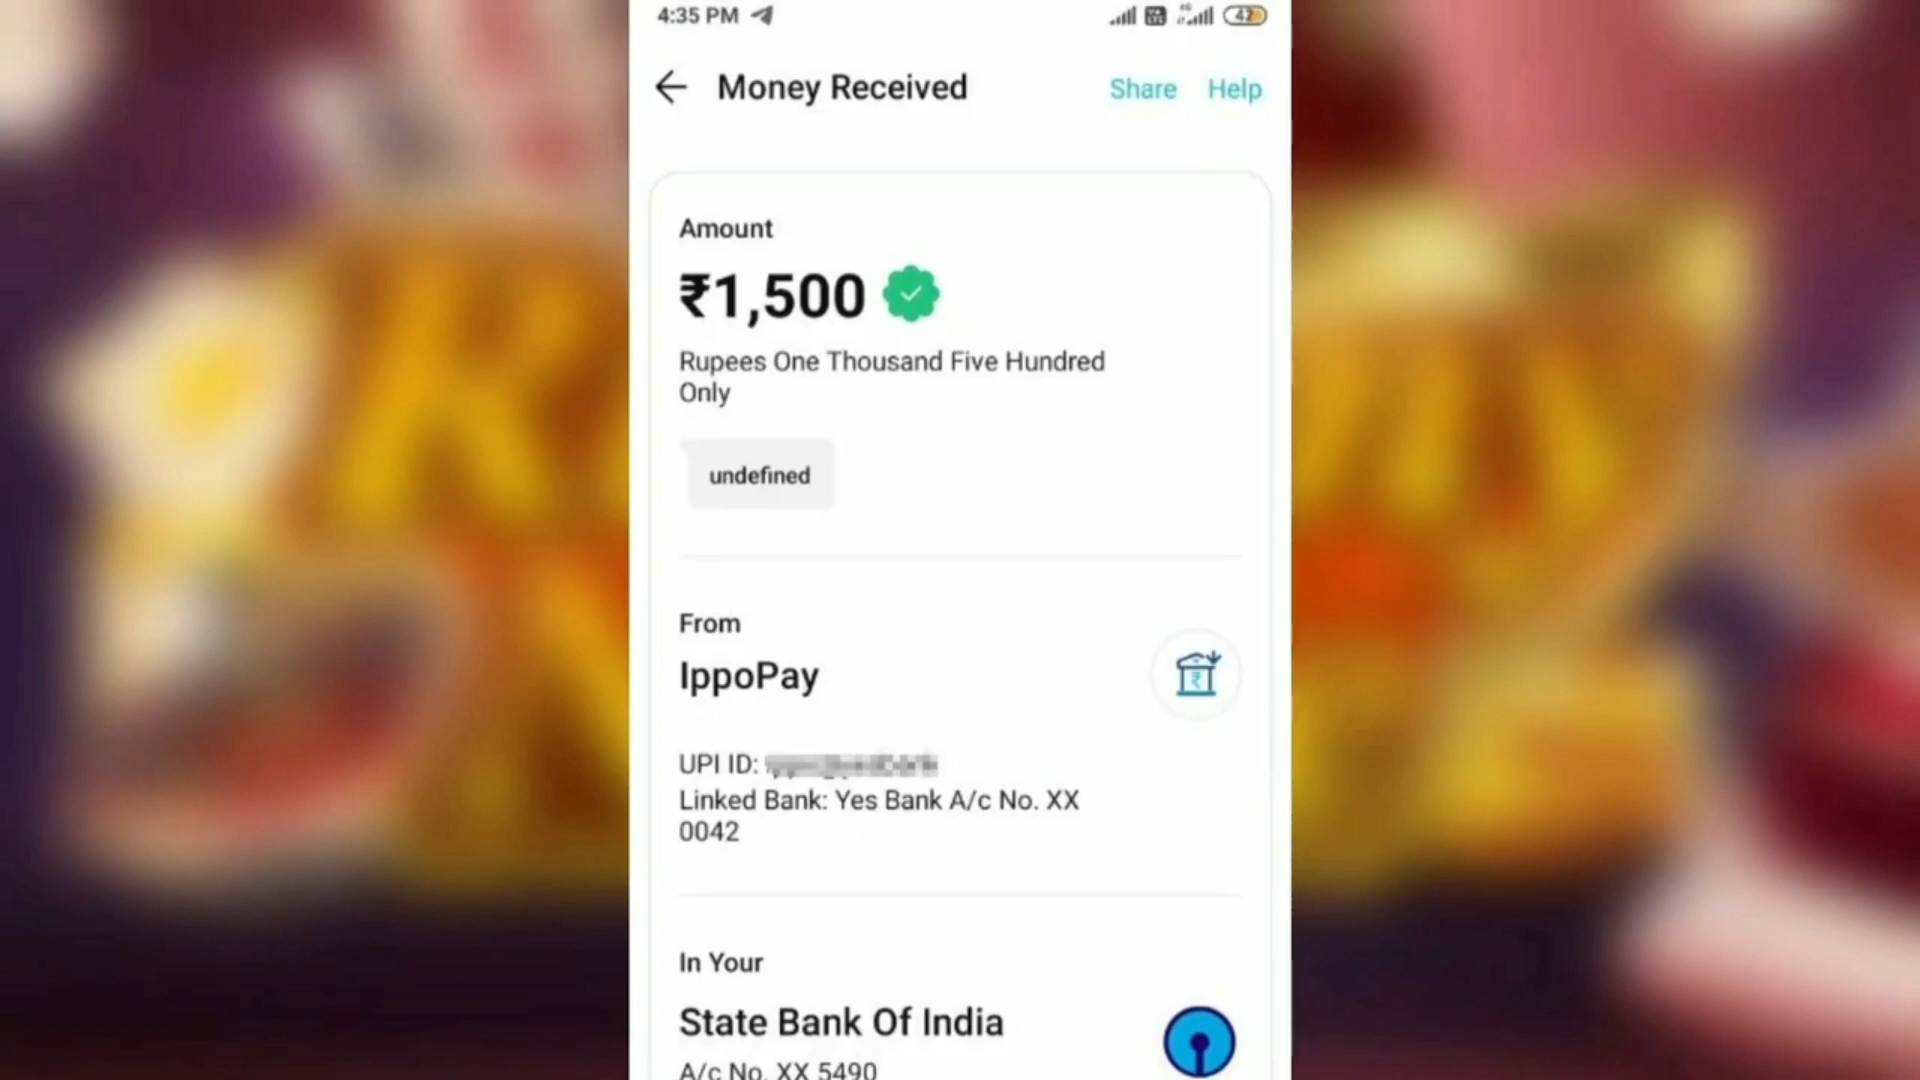 4:35 PM
Money Received
Share Help
Amount
₹1,500
Rupees One Thousand Five Hundred
Only
undefined
From
IppoPay
UPI ID:
Linked Bank: Yes Bank A/c No. XX
0042
In Your
State Bank Of India
A/c No. XX 5490